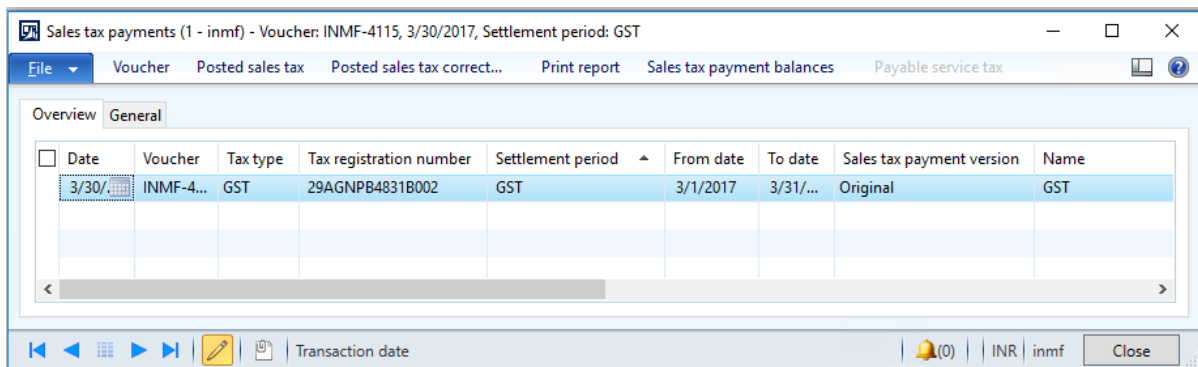 Sales tax payments (1 - inmf) - Voucher: INMF-4115, 3/30/2017, Settlement period: GST
File Voucher Posted sales tax Posted sales tax correct... Print report Sales tax payment balances Payable service tax
Overview General
Date Voucher Tax type Tax registration number Settlement period From date To date Sales tax payment version Name
3/30/. INMF-4... GST 29AGNPB4831B002 GST 3/1/2017 3/31/... Original GST
Transaction date (0) INR inmf Close